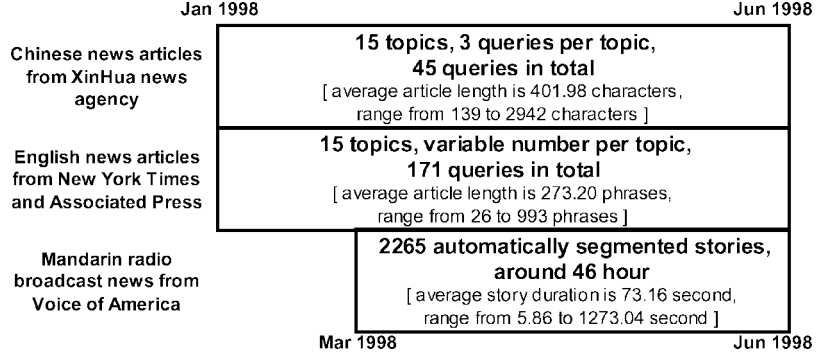 Jan 1998
Jun 1998
Chinese news articles
from XinHua news
agency
15 topics, 3 queries per topic,
45 queries in total
[ average article length is 401.98 characters,
range from 139 to 2942 characters ]
English news articles
from New York Times
and Associated Press
15 topics, variable number per topic,
171 queries in total
[ average article length is 273.20 phrases,
range from 26 to 993 phrases ]
Mandarin radio
broadcast news from
Voice of America
2265 automatically segmented stories,
around 46 hour
[ average story duration is 73.16 second,
range from 5.86 to 1273.04 second ]
Mar 1998
Jun 1998